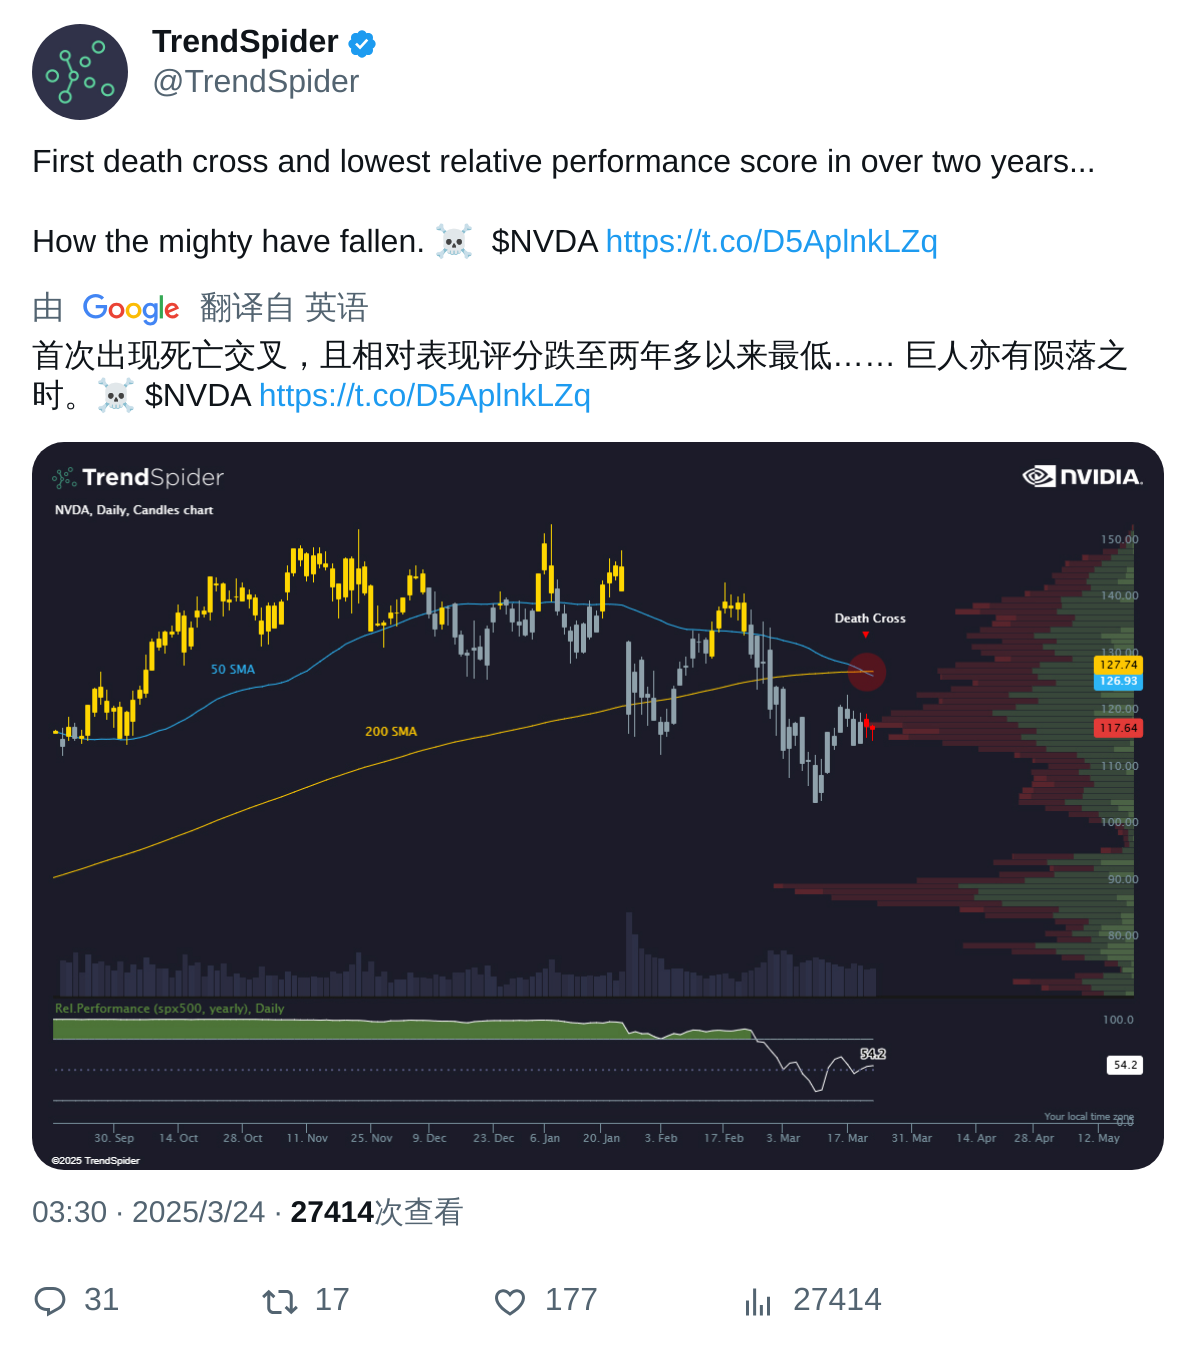 TrendSpider
@TrendSpider
First death cross and lowest relative performance score in over two years...
How the mighty have fallen. ☠️ $NVDA https://t.co/D5AplnkLZq
由 Google 翻译自 英语
首次出现死亡交叉，且相对表现评分跌至两年多以来最低…… 巨人亦有陨落之
时。☠️ $NVDA https://t.co/D5AplnkLZq
TrendSpider
NVIDIA.
NVDA, Daily, Candles chart
150.00
140.00
Death Cross
130.00
127.74
50 SMA
126.93
120.00
200 SMA
117.64
110.00
100.00
90.00
80.00
Rel.Performance (spx500, yearly), Daily
100.0
54.2
54.2
Your local time zone
0.0
30. Sep 14. Oct 28. Oct 11. Nov 25. Nov 9. Dec 23. Dec 6. Jan 20. Jan 3. Feb 17. Feb 3. Mar 17. Mar 31. Mar 14. Apr 28. Apr 12. May
©2025 TrendSpider
03:30 · 2025/3/24 · 27414次查看
31 17 177 27414